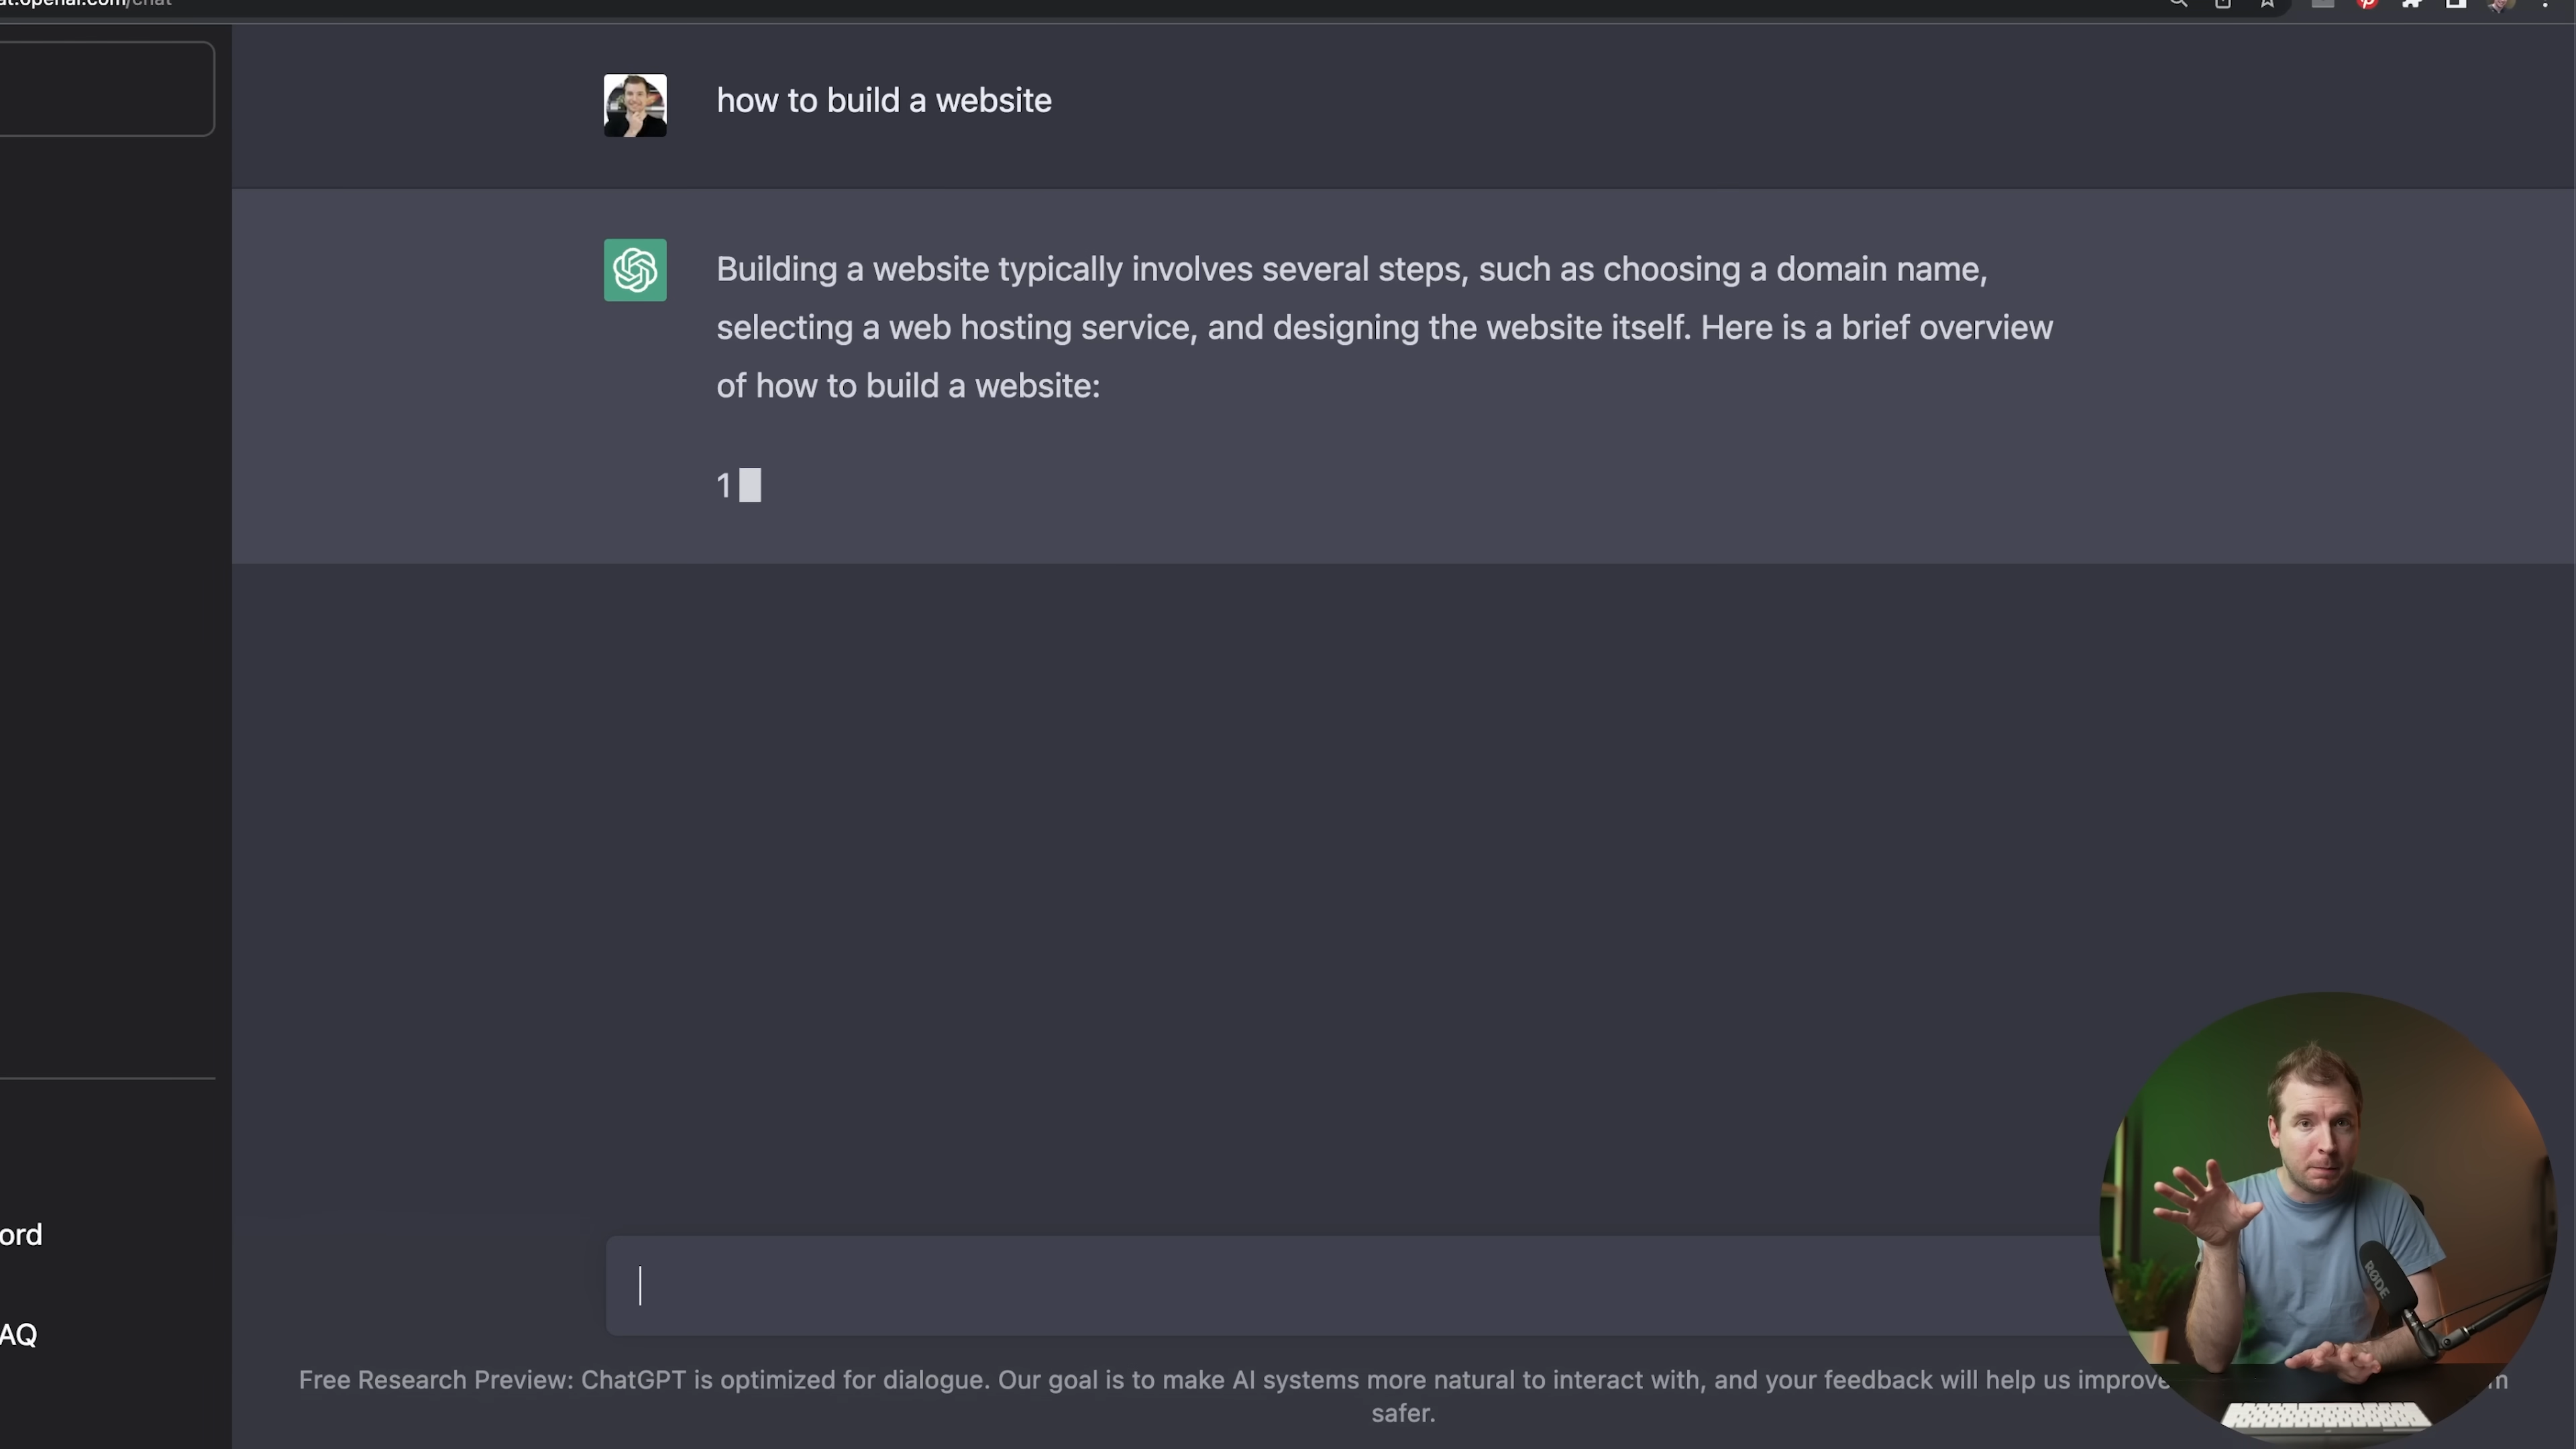 /chat
how to build a website
Building a website typically involves several steps, such as choosing a domain name,
selecting a web hosting service, and designing the website itself. Here is a brief overview
of how to build a website:
1
ord
AQ
Free Research Preview: ChatGPT is optimized for dialogue. Our goal is to make AI systems more natural to interact with, and your feedback will help us improve
safer.
RØDE